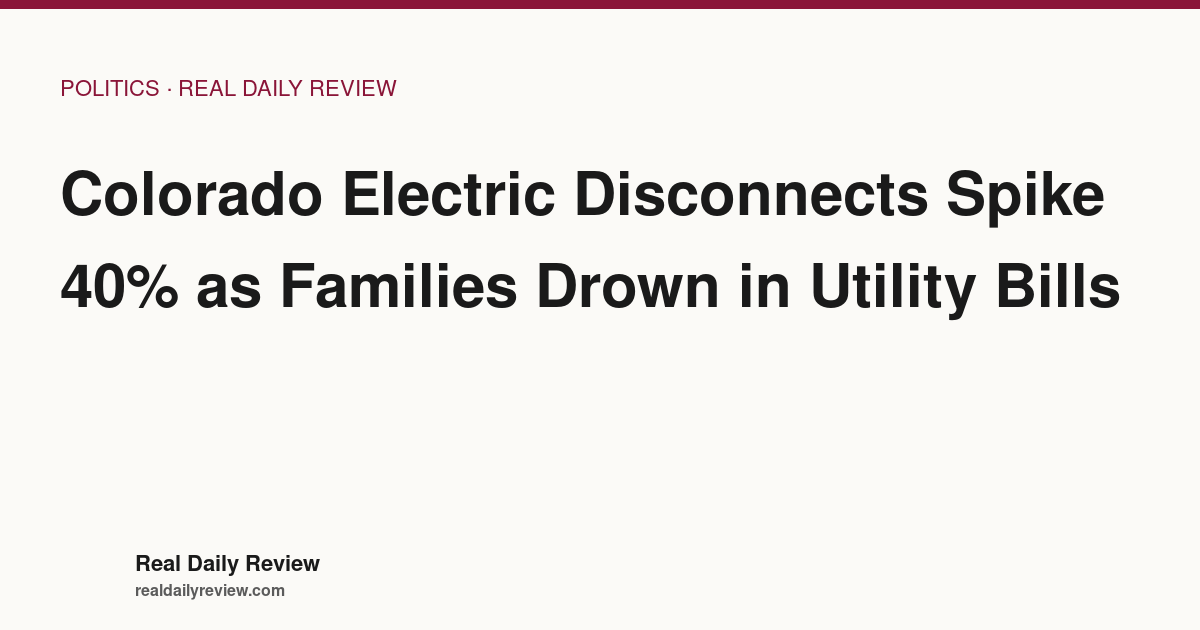 POLITICS · REAL DAILY REVIEW
Colorado Electric Disconnects Spike
40% as Families Drown in Utility Bills
Real Daily Review
realdailyreview.com